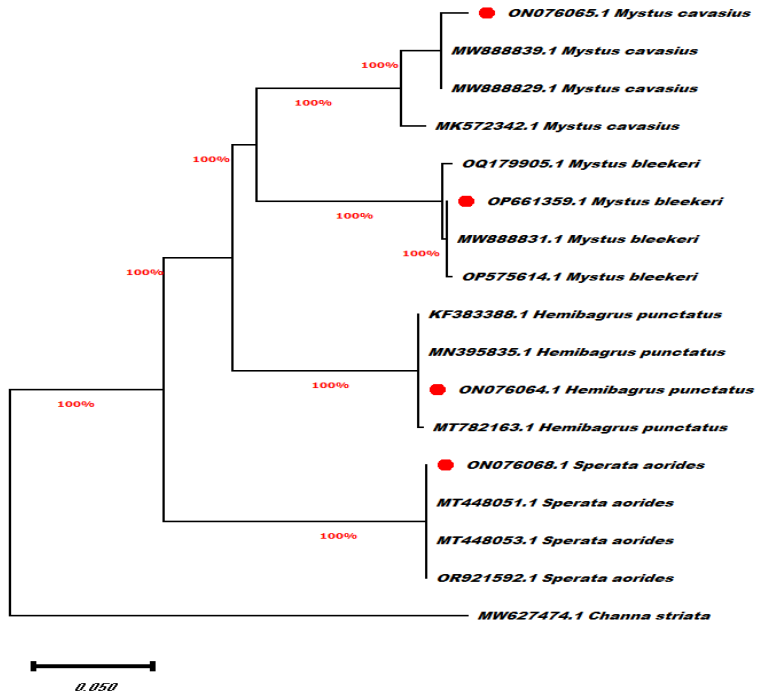 ON076065.1 Mystus cavasius
MW888839.1 Mystus cavasius
100%
MW888829.1 Mystus cavasius
100%
MK572342.1 Mystus cavasius
100%
OQ179905.1 Mystus bleekeri
OP661359.1 Mystus bleekeri
100%
MW888831.1 Mystus bleekeri
100%
100%
OP575614.1 Mystus bleekeri
KF383388.1 Hemibagrus punctatus
MN395835.1 Hemibagrus punctatus
100%
ON076064.1 Hemibagrus punctatus
100%
MT782163.1 Hemibagrus punctatus
ON076068.1 Sperata aorides
MT448051.1 Sperata aorides
100%
MT448053.1 Sperata aorides
OR921592.1 Sperata aorides
MW627474.1 Channa striata
0.050